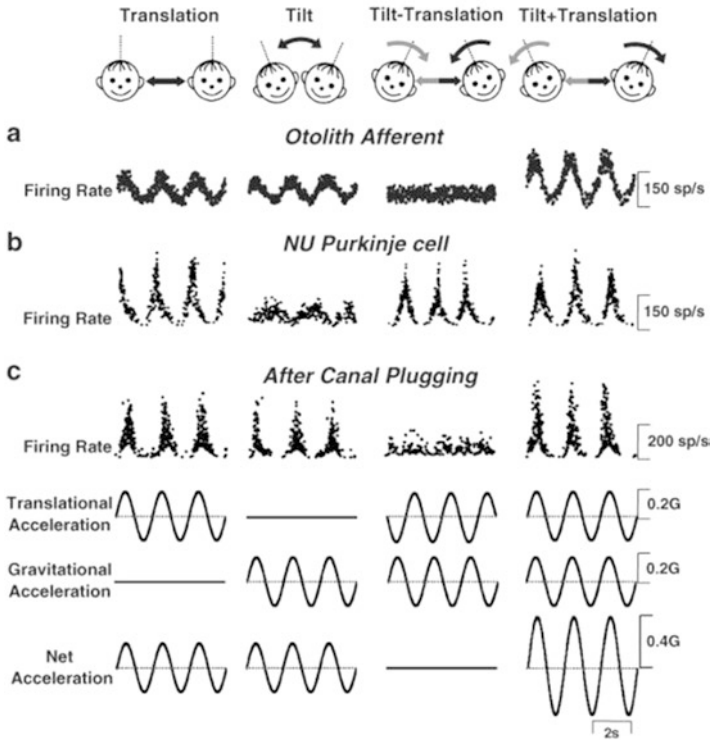 Translation Tilt Tilt-Translation Tilt+Translation
a Otolith Afferent
Firing Rate 150 sp/s
b NU Purkinje cell
Firing Rate 150 sp/s
c After Canal Plugging
Firing Rate 200 sp/s
Translational
Acceleration 0.2G
Gravitational
Acceleration 0.2G
Net
Acceleration 0.4G
2s